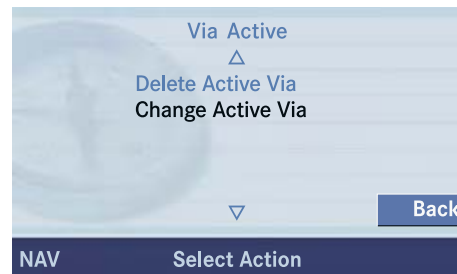 Via Active
Delete Active Via
Change Active Via
Back
NAV Select Action